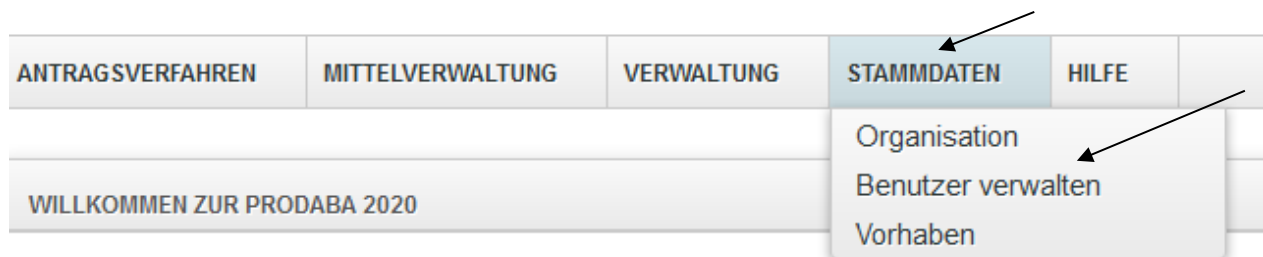 ANTRAGSVERFAHREN MITTELVERWALTUNG VERWALTUNG STAMMDATEN HILFE
Organisation
Benutzer verwalten
WILLKOMMEN ZUR PRODABA 2020
Vorhaben